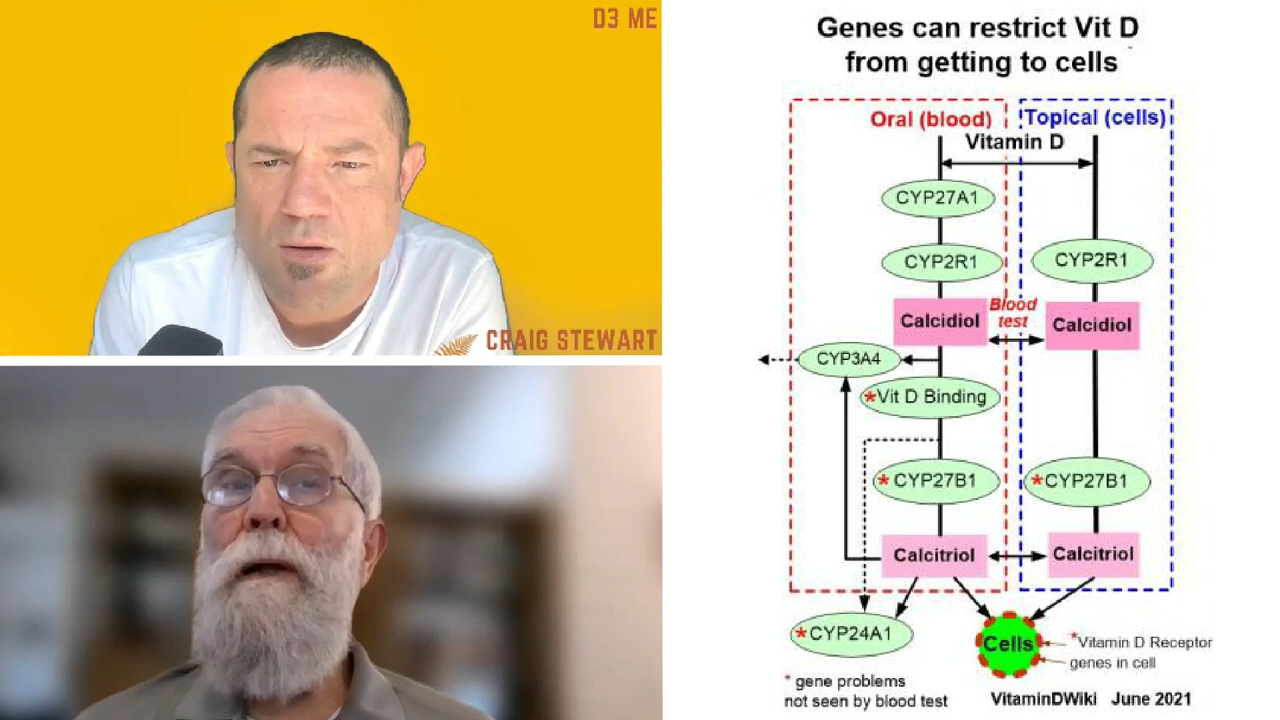 D3 ME
CRAIG STEWART
Genes can restrict Vit D
from getting to cells
Oral (blood)
Topical (cells)
Vitamin D
CYP27A1
CYP2R1
CYP2R1
Calcidiol
Blood
test
Calcidiol
CYP3A4
*Vit D Binding
*CYP27B1
*CYP27B1
Calcitriol
Calcitriol
*CYP24A1
Cells
*Vitamin D Receptor
genes in cell
* gene problems
not seen by blood test
VitaminDWiki June 2021